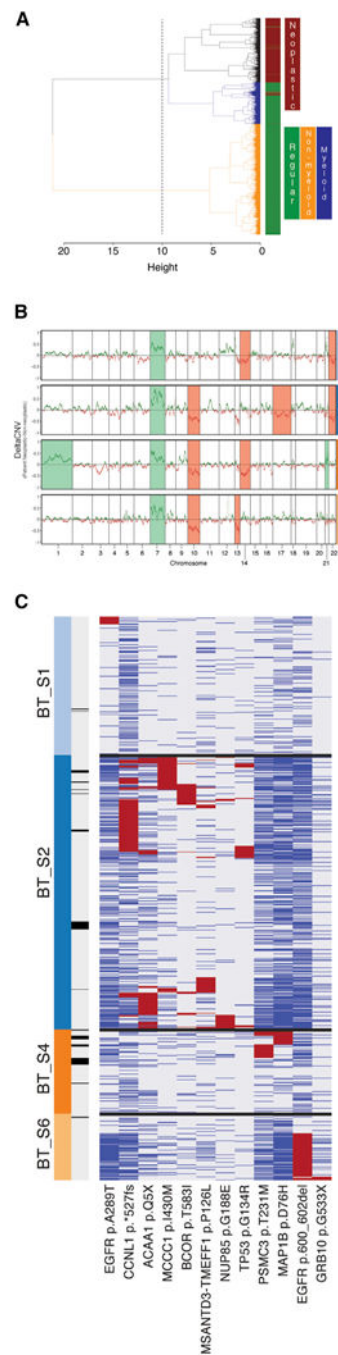 A
Neoplastic
Regular
Non-myeloid
Myeloid
20 15 10 5 0
Height
B
DeltaCNV
1 2 3 4 5 6 7 8 9 10 11 12 13 14 15 16 17 18 19 20 21 22
Chromosome
C
BT_S1
BT_S2
BT_S4
BT_S6
EGFR p.A289T
CCNL1 p.*527fs
ACAA1 p.Q5X
MCCC1 p.I430M
BCOR p.T583I
MSANTD3-TMEFF1 p.P126L
NUP85 p.G188E
TP53 p.G134R
PSMC3 p.T231M
MAP1B p.D76H
EGFR p.600_602del
GRB10 p.G533X